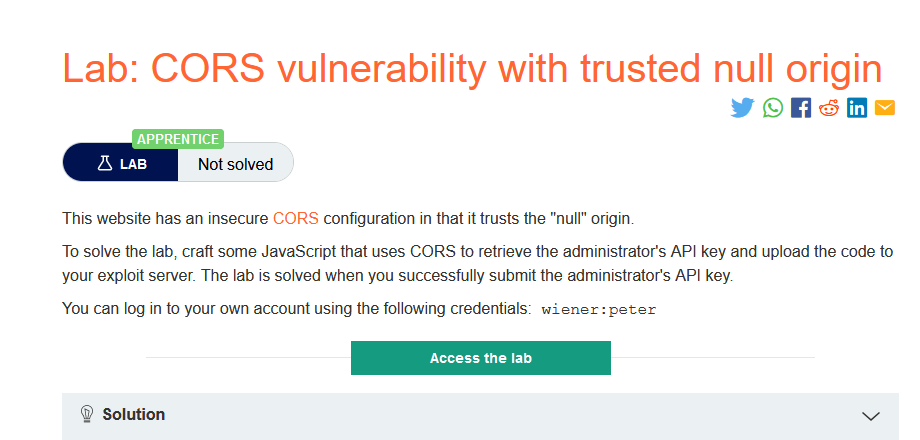 Lab: CORS vulnerability with trusted null origin
APPRENTICE
LAB
Not solved
This website has an insecure CORS configuration in that it trusts the "null" origin.
To solve the lab, craft some JavaScript that uses CORS to retrieve the administrator's API key and upload the code to
your exploit server. The lab is solved when you successfully submit the administrator's API key.
You can log in to your own account using the following credentials: wiener:peter
Access the lab
Solution